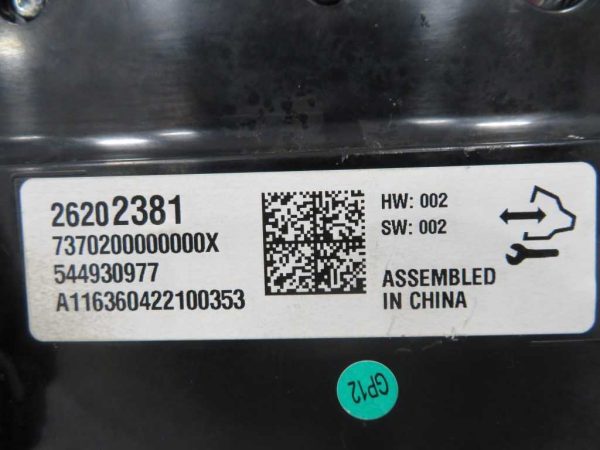 26202381
7370200000000X
544930977
A116360422100353
HW: 002
SW: 002
ASSEMBLED
IN CHINA
GP12